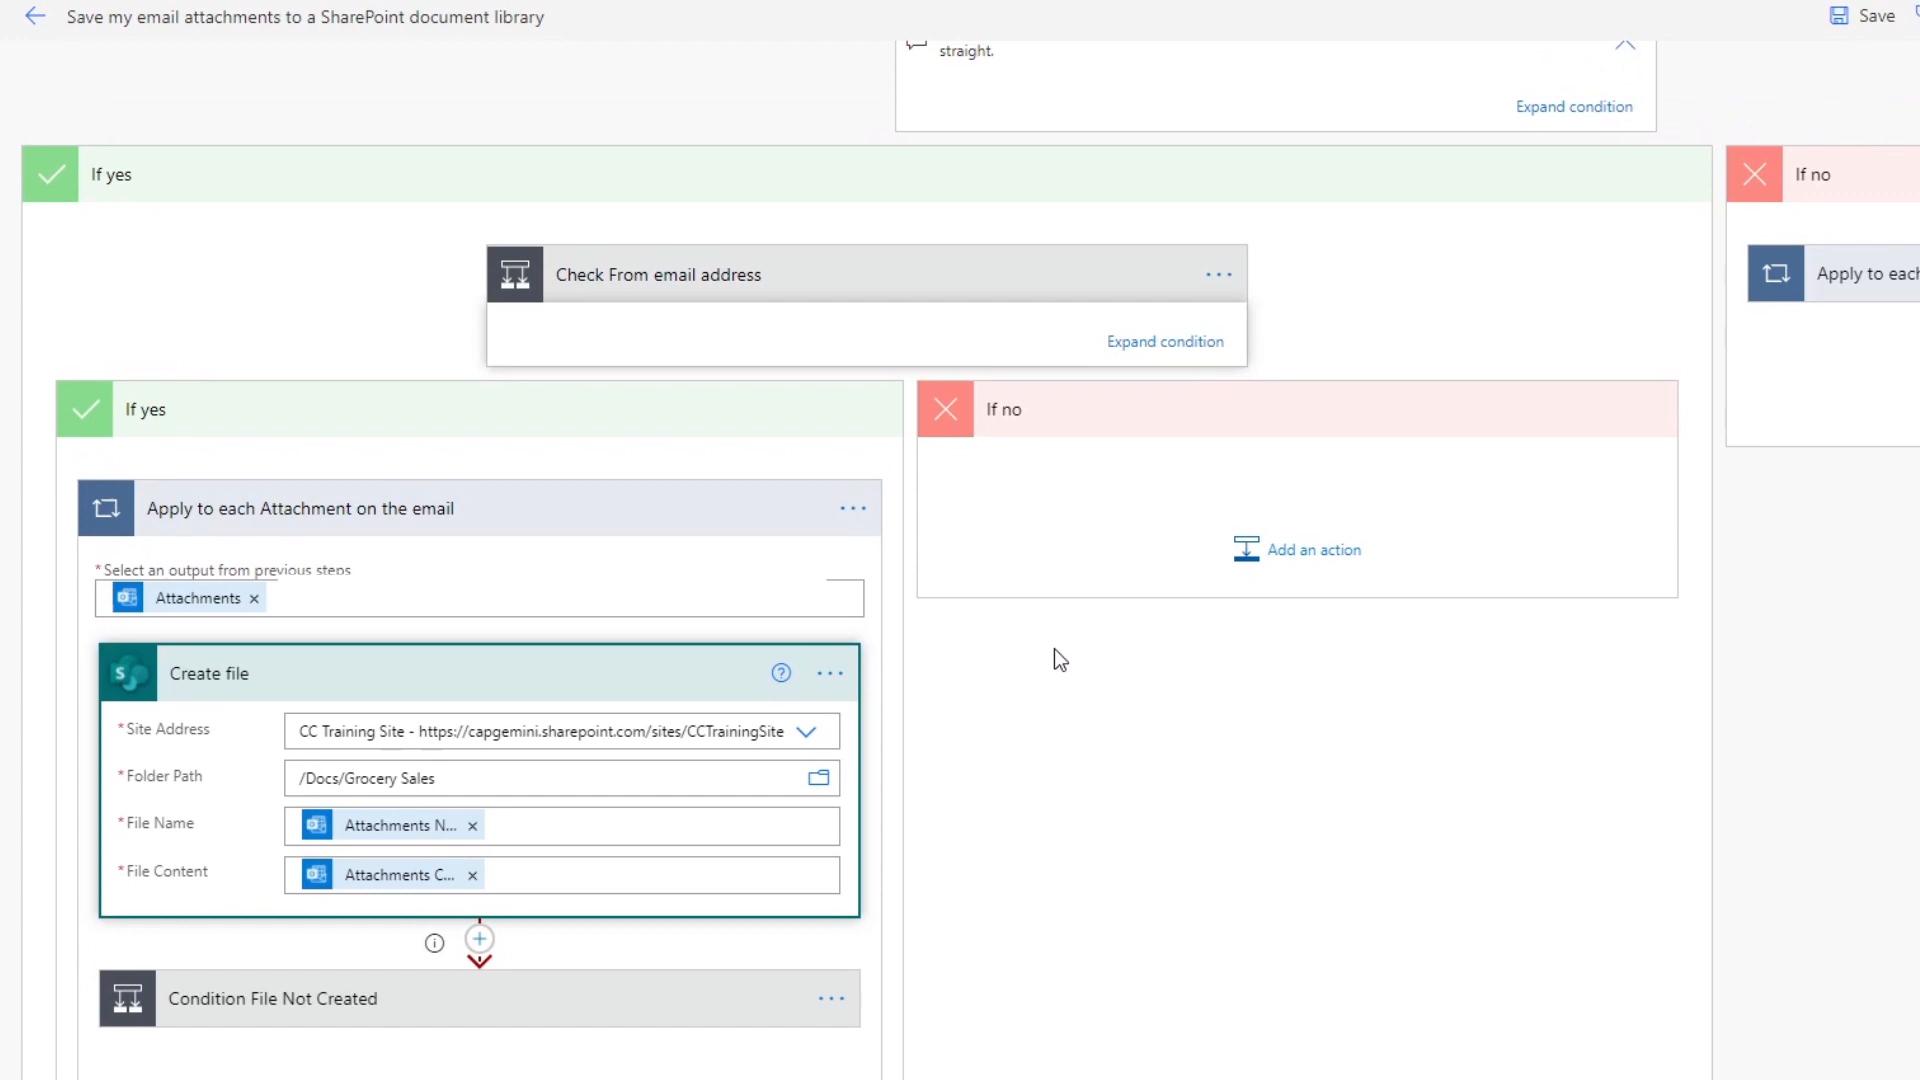 Save my email attachments to a SharePoint document library
Save
straight.
Expand condition
If yes
If no
Check From email address
Apply to each
Expand condition
If yes
If no
Apply to each Attachment on the email
*Select an output from previous steps
Attachments
Add an action
Create file
*Site Address
CC Training Site - https://capgemini.sharepoint.com/sites/CCTrainingSite
*Folder Path
/Docs/Grocery Sales
*File Name
Attachments N...
*File Content
Attachments C...
Condition File Not Created